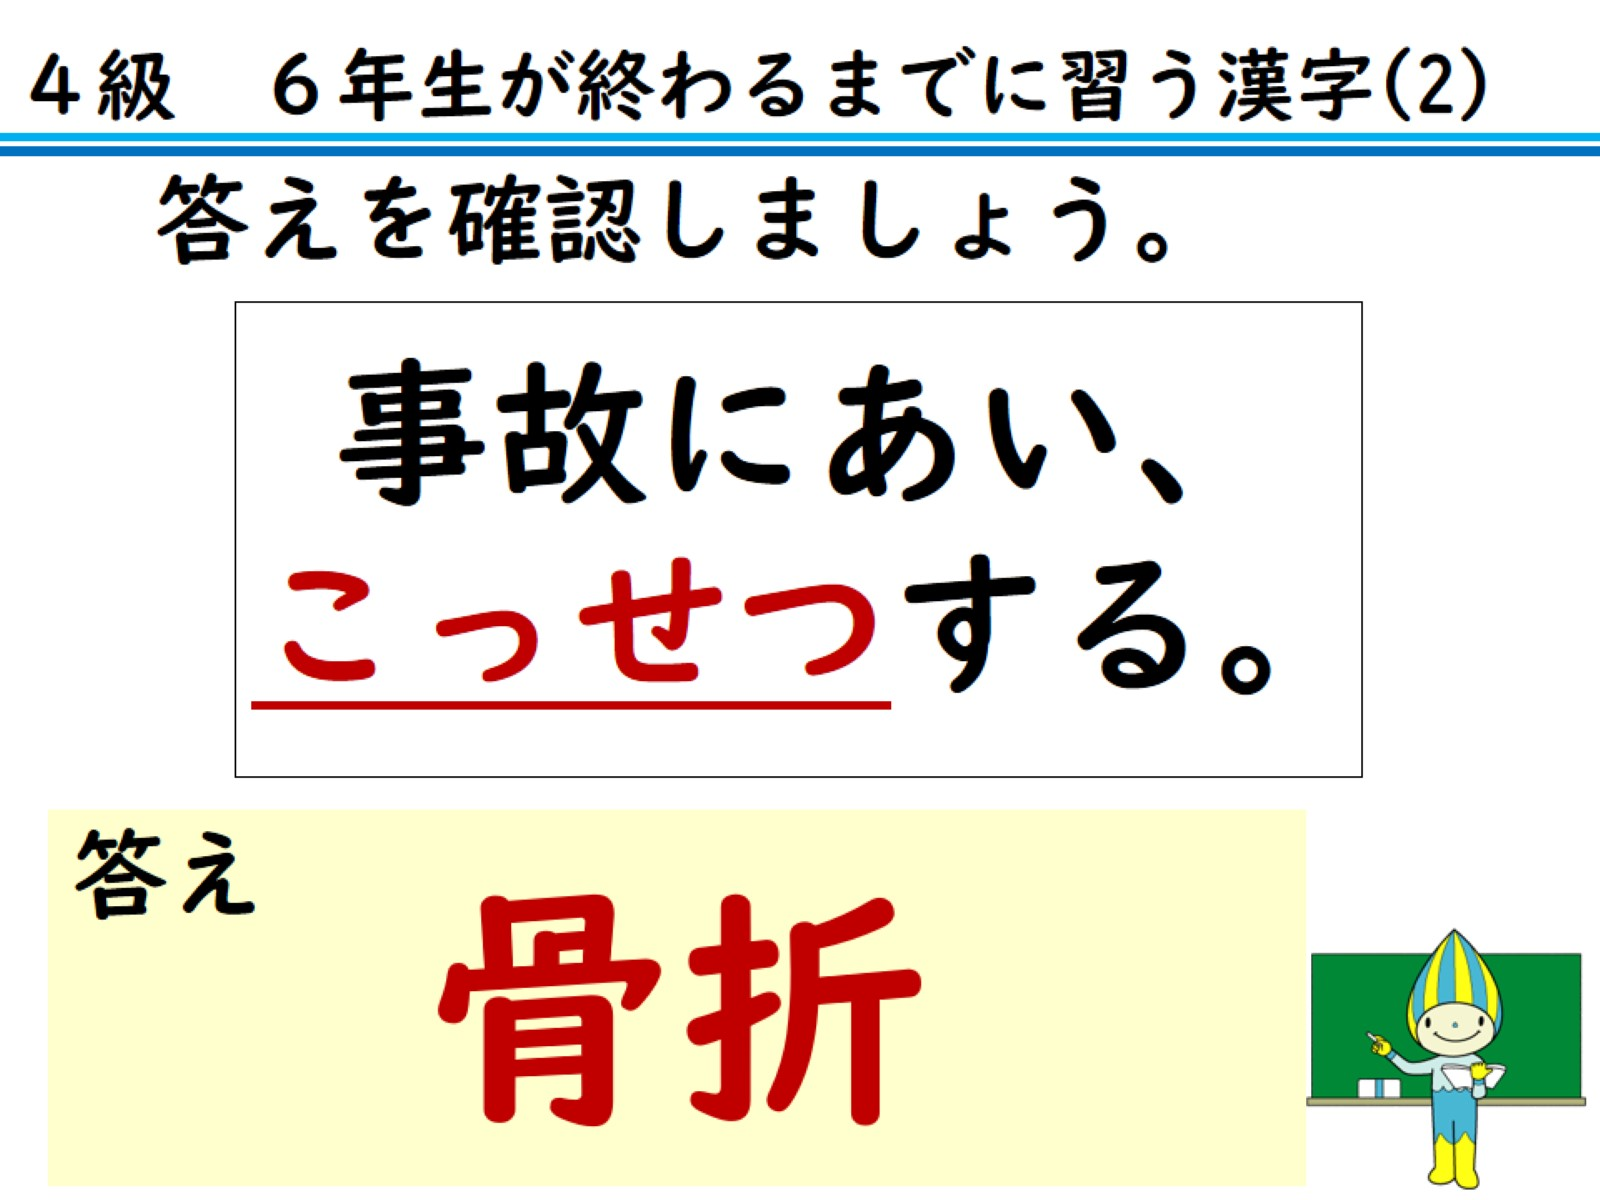 ４級　６年生が終わるまでに習う漢字(2)
答えを確認しましょう。
事故にあい、
こっせつする。
答え
骨折